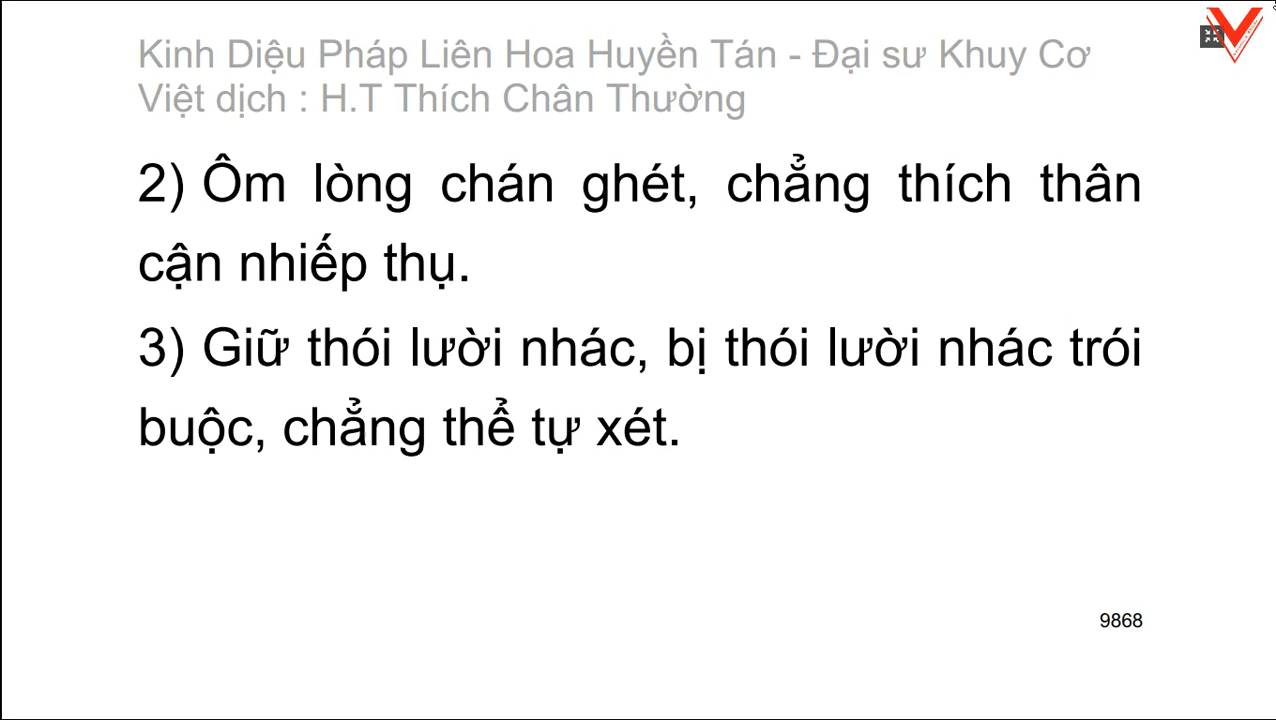 Kinh Diệu Pháp Liên Hoa Huyền Tán - Đại sư Khuy Cơ
Việt dịch : H.T Thích Chân Thường
2) Ôm lòng chán ghét, chẳng thích thân
cận nhiếp thụ.
3) Giữ thói lười nhác, bị thói lười nhác trói
buộc, chẳng thể tự xét.
9868